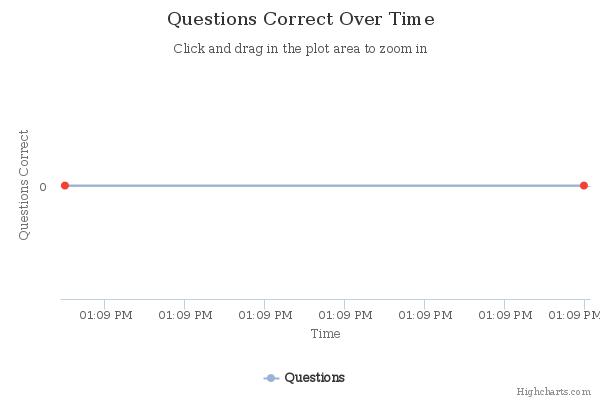 Questions Correct Over Time
Click and drag in the plot area to zoom in
Questions Correct
0
01:09 PM 01:09 PM 01:09 PM 01:09 PM 01:09 PM 01:09 PM 01:09 PM
Time
Questions
Highcharts.com